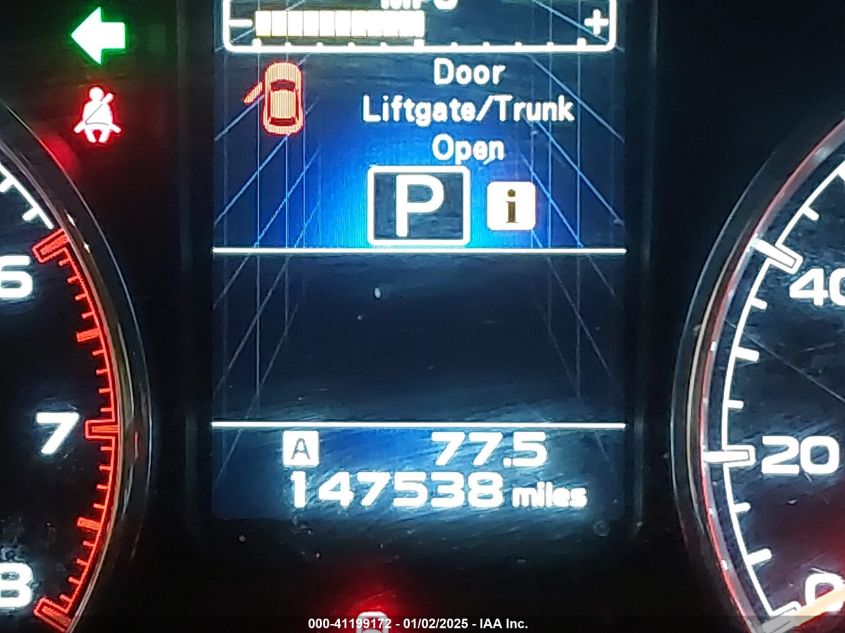 MPG
- +
Door
Liftgate/Trunk
Open
P i
6
7
8
40
20
0
A 77.5
147538 miles
000-41199172 - 01/02/2025 - IAA Inc.